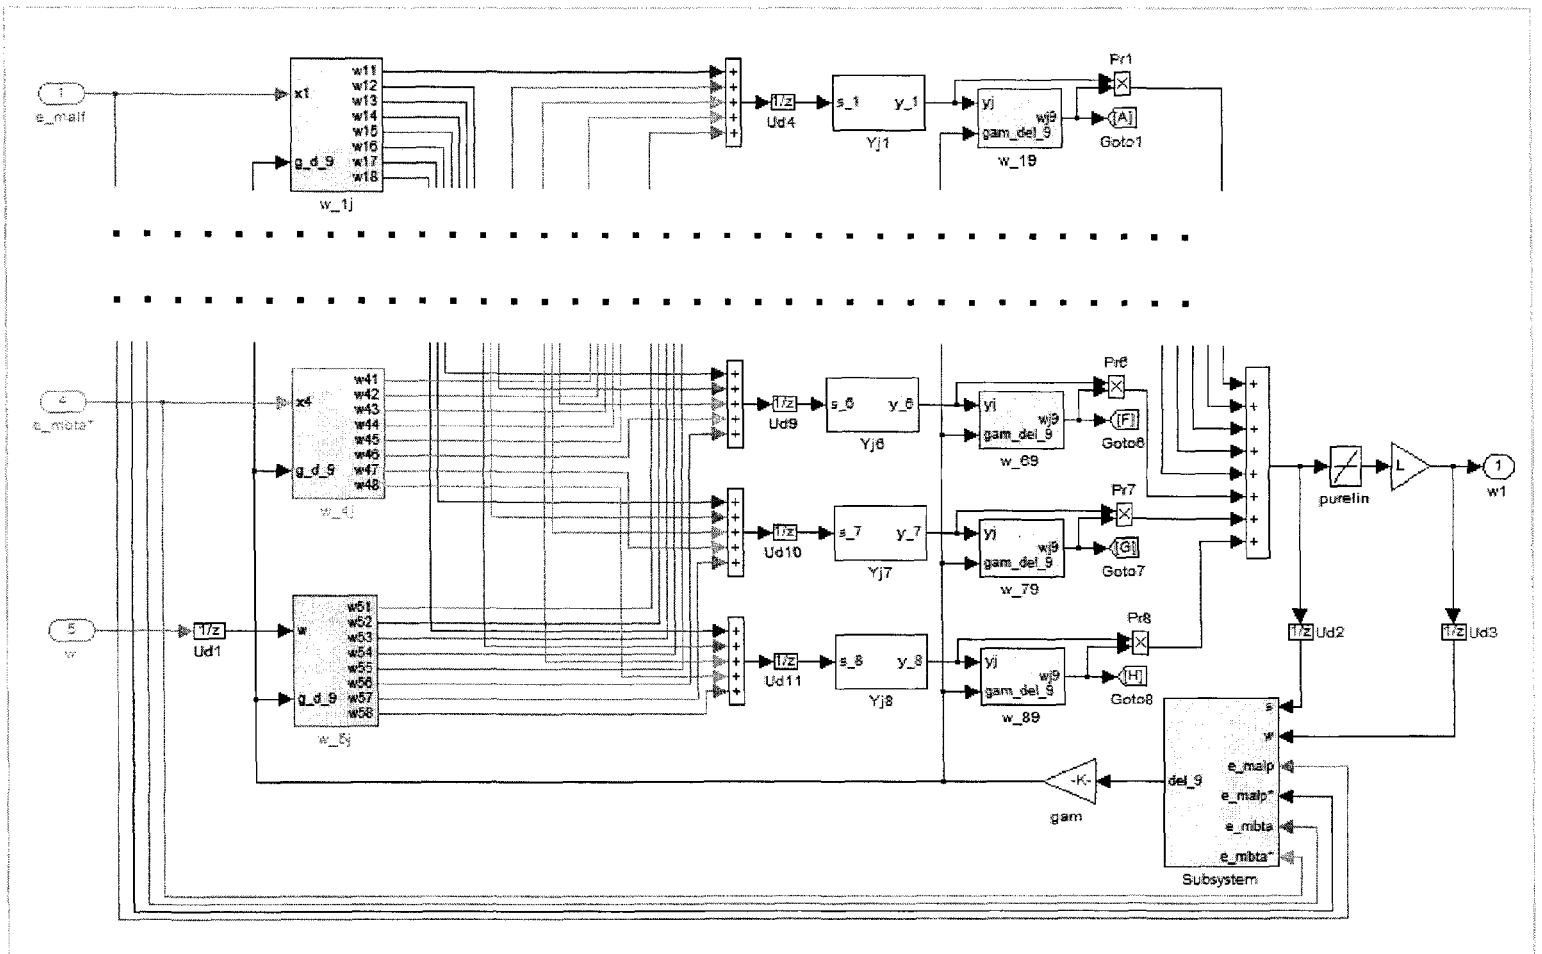 1
e_malf
x1
g_d_9
w11
w12
w13
w14
w15
w16
w17
w18
w_1j
+
+
+
+
+
1/z
Ud4
s_1 y_1
Yj1
yj
gam_del_9
wj9
w_19
Pr1
×
[A]
Goto1
4
e_mbta*
x4
g_d_9
w41
w42
w43
w44
w45
w46
w47
w48
w_4j
+
+
+
+
+
1/z
Ud9
s_6 y_6
Yj6
yj
gam_del_9
wj9
w_69
Pr6
×
[F]
Goto6
+
+
+
+
+
1/z
Ud10
s_7 y_7
Yj7
yj
gam_del_9
wj9
w_79
Pr7
×
[G]
Goto7
5
w
1/z
Ud1
w
g_d_9
w51
w52
w53
w54
w55
w56
w57
w58
w_5j
+
+
+
+
+
1/z
Ud11
s_8 y_8
Yj8
yj
gam_del_9
wj9
w_89
Pr8
×
[H]
Goto8
+
+
+
+
+
+
+
+
purelin
L
1
w1
1/z Ud2
1/z Ud3
s
w
e_malp
e_malp*
e_mbta
e_mbta*
del_9
Subsystem
-K-
gam